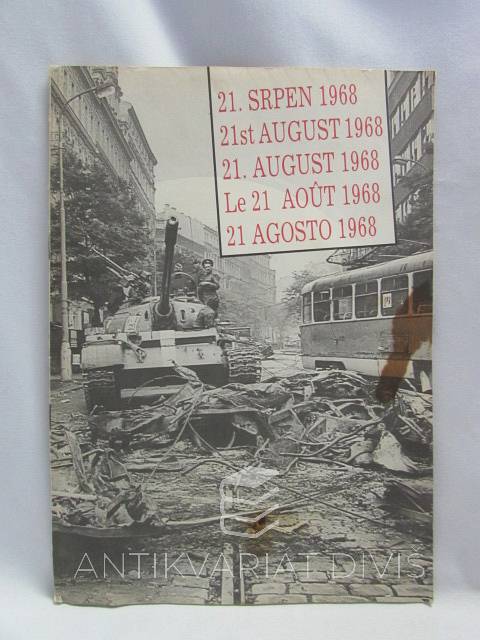 21. SRPEN 1968
21st AUGUST 1968
21. AUGUST 1968
Le 21 AOÛT 1968
21 AGOSTO 1968
ANTIKVARIAT DIVIŠ